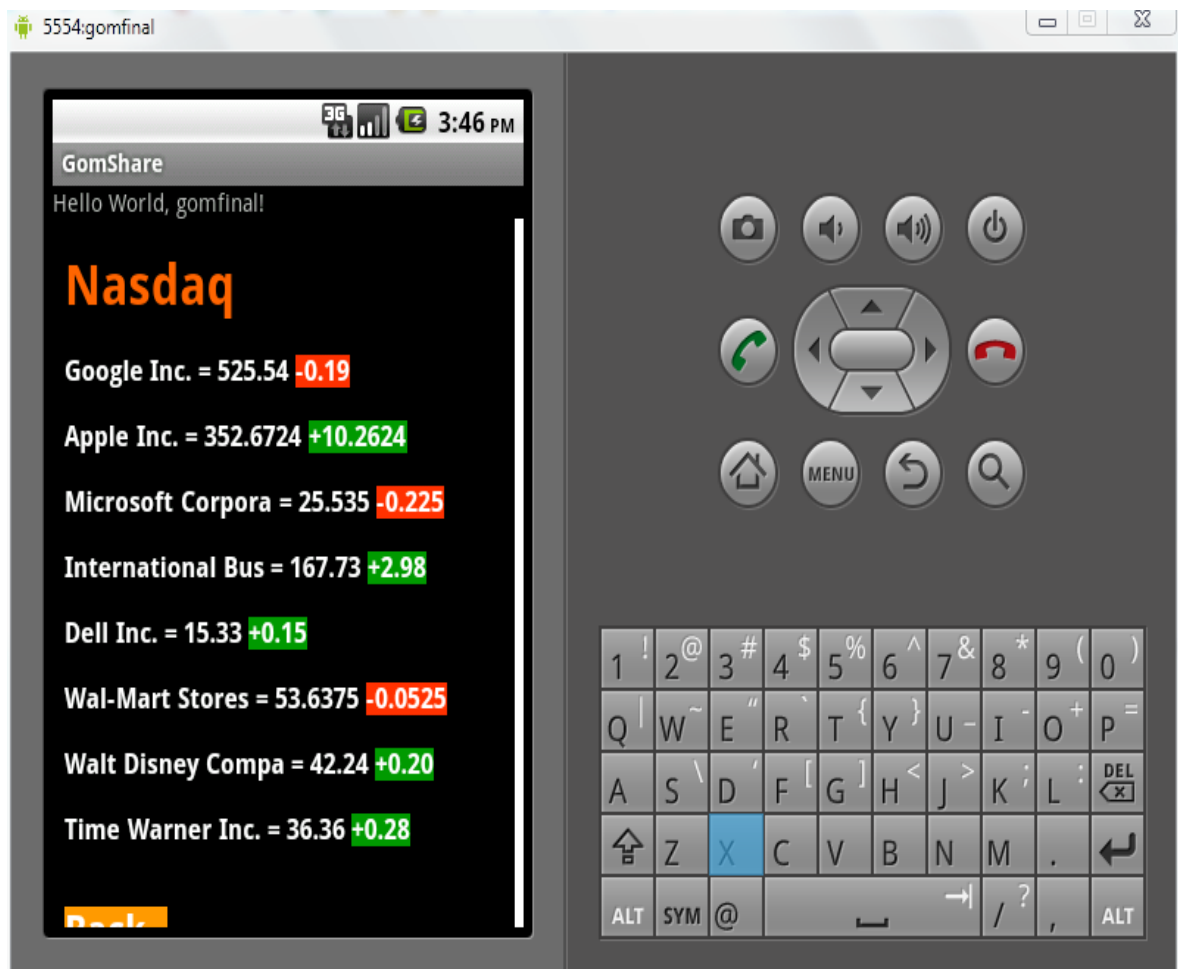 5554:gomfinal
3G 3:46 PM
GomShare
Hello World, gomfinal!
Nasdaq
Google Inc. = 525.54 -0.19
Apple Inc. = 352.6724 +10.2624
Microsoft Corpora = 25.535 -0.225
International Bus = 167.73 +2.98
Dell Inc. = 15.33 +0.15
Wal-Mart Stores = 53.6375 -0.0525
Walt Disney Compa = 42.24 +0.20
Time Warner Inc. = 36.36 +0.28
Back
MENU
1 ! 2 @ 3 # 4 $ 5 % 6 ^ 7 & 8 * 9 ( 0 )
Q | W ~ E " R ` T { Y } U _ I - O + P =
A S \ D ' F [ G ] H < J > K ; L : DEL
Z X C V B N M .
ALT SYM @ / ? , ALT